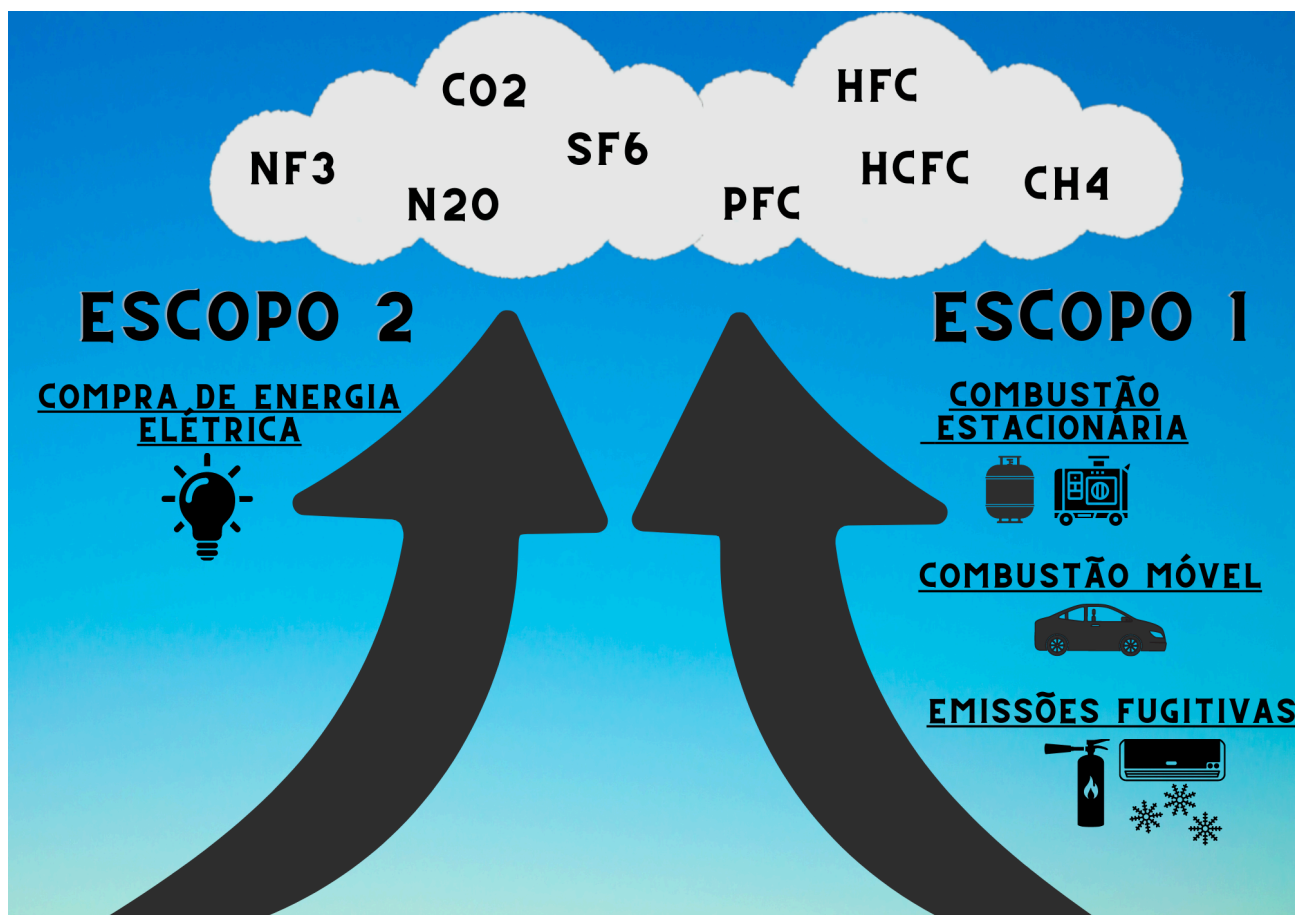 CO2
HFC
NF3
SF6
HCFC
CH4
N2O
PFC
ESCOPO 2
COMPRA DE ENERGIA
ELÉTRICA
ESCOPO 1
COMBUSTÃO
ESTACIONÁRIA
COMBUSTÃO MÓVEL
EMISSÕES FUGITIVAS